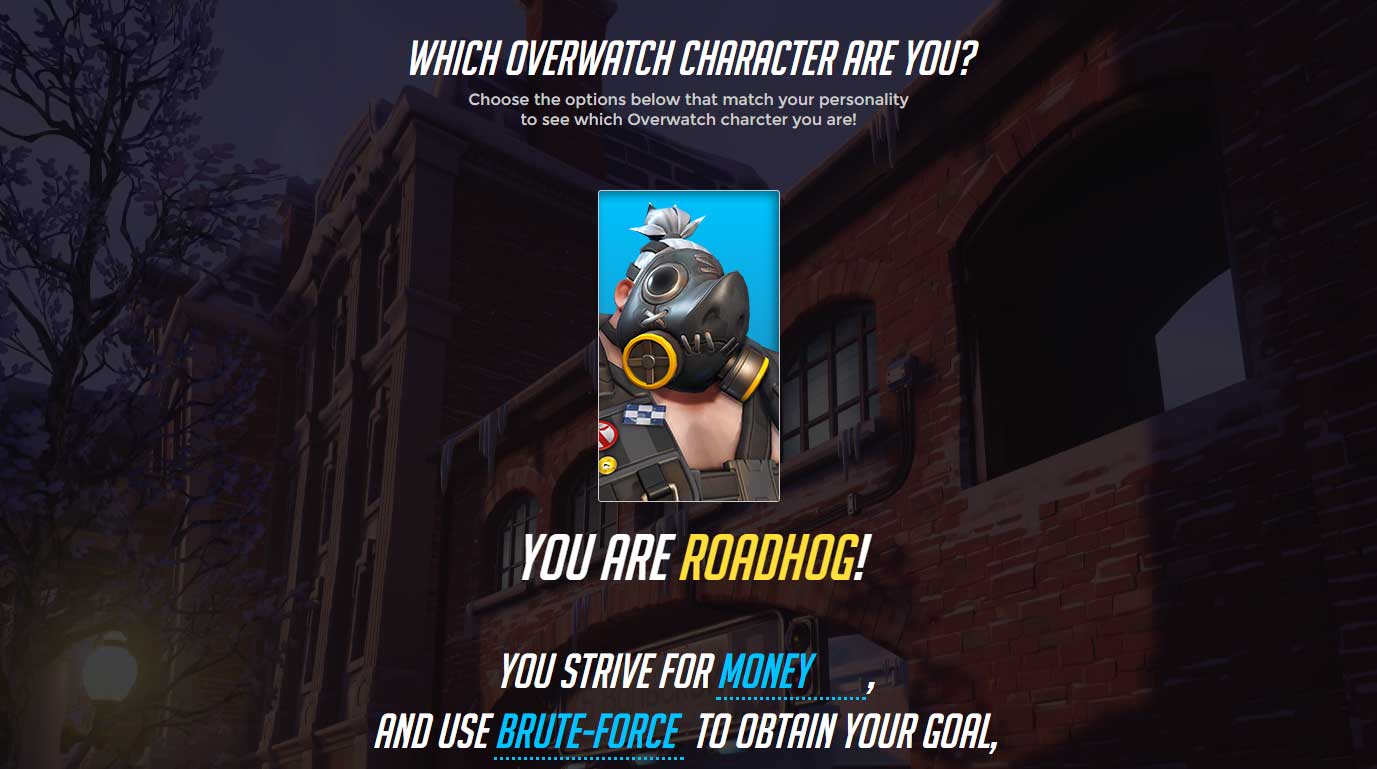 WHICH OVERWATCH CHARACTER ARE YOU?
Choose the options below that match your personality
to see which Overwatch charcter you are!
YOU ARE ROADHOG!
YOU STRIVE FOR MONEY ,
AND USE BRUTE-FORCE TO OBTAIN YOUR GOAL,